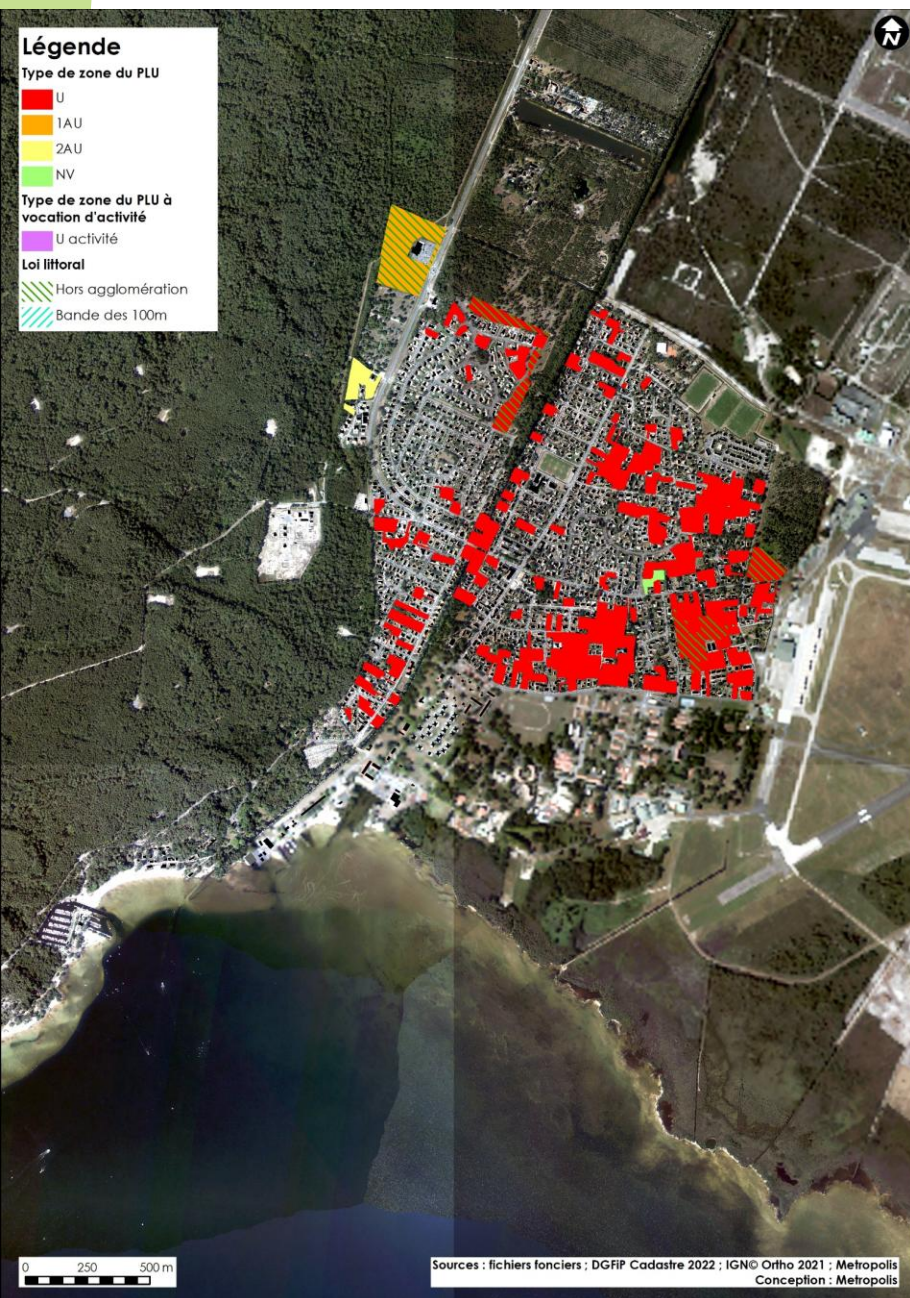 N
Légende
Type de zone du PLU
U
1AU
2AU
NV
Type de zone du PLU à
vocation d'activité
U activité
Loi littoral
Hors agglomération
Bande des 100m
0 250 500 m
Sources : fichiers fonciers ; DGFiP Cadastre 2022 ; IGN© Ortho 2021 ; Metropolis
Conception : Metropolis